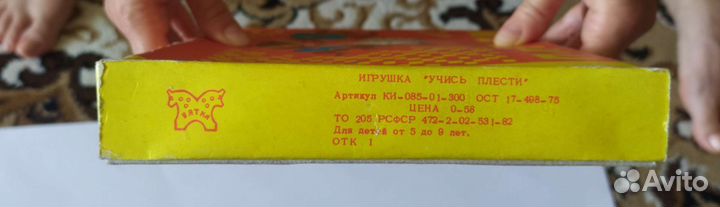 ИГРУШКА "УЧИСЬ ПЛЕСТИ"
Артикул КИ-085-01-300 ОСТ 17-498-75
ЦЕНА 0-58
ТО 205 РСФСР 472-2-02-531-82
Для детей от 5 до 9 лет.
ОТК 1
ВЯТКА
Avito